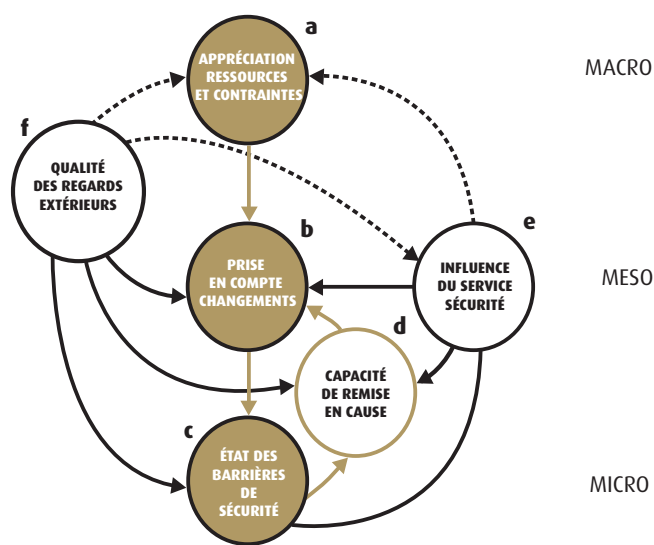 a
APPRÉCIATION
RESSOURCES
ET CONTRAINTES
MACRO
f
QUALITÉ
DES REGARDS
EXTÉRIEURS
b
PRISE
EN COMPTE
CHANGEMENTS
e
INFLUENCE
DU SERVICE
SÉCURITÉ
MESO
d
CAPACITÉ
DE REMISE
EN CAUSE
c
ÉTAT DES
BARRIÈRES
DE
SÉCURITÉ
MICRO